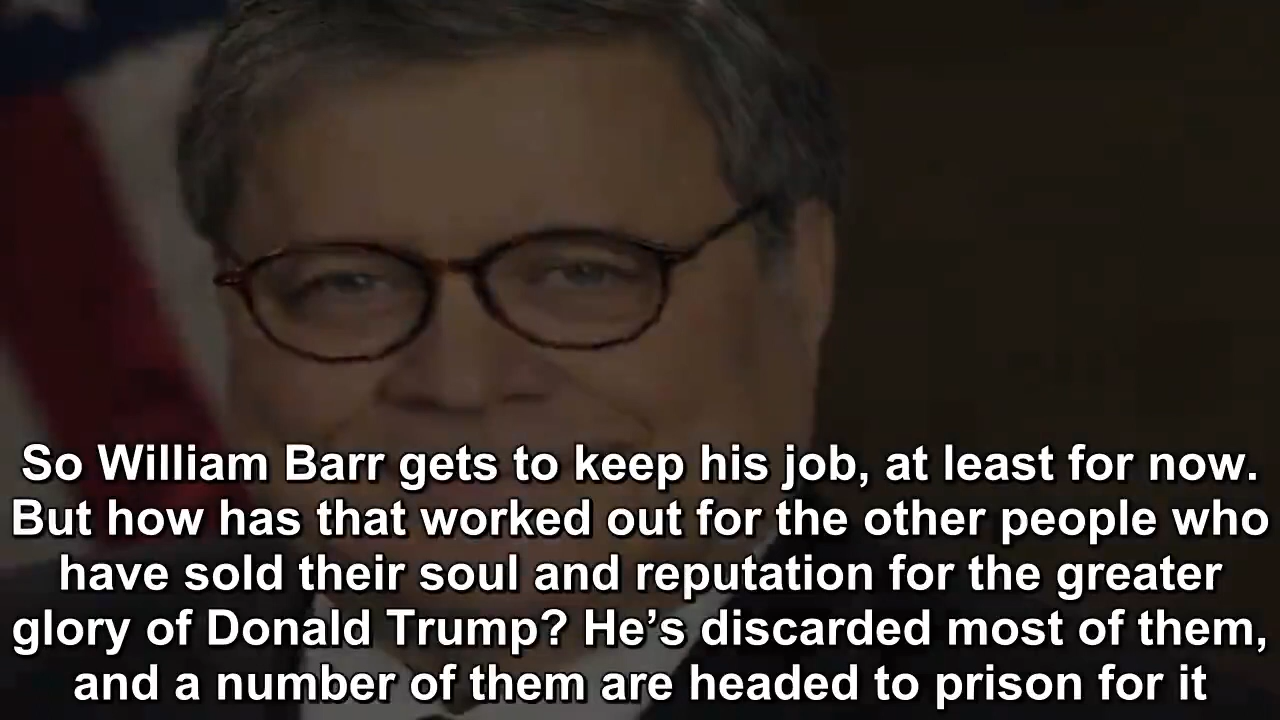 So William Barr gets to keep his job, at least for now.
But how has that worked out for the other people who
have sold their soul and reputation for the greater
glory of Donald Trump? He’s discarded most of them,
and a number of them are headed to prison for it